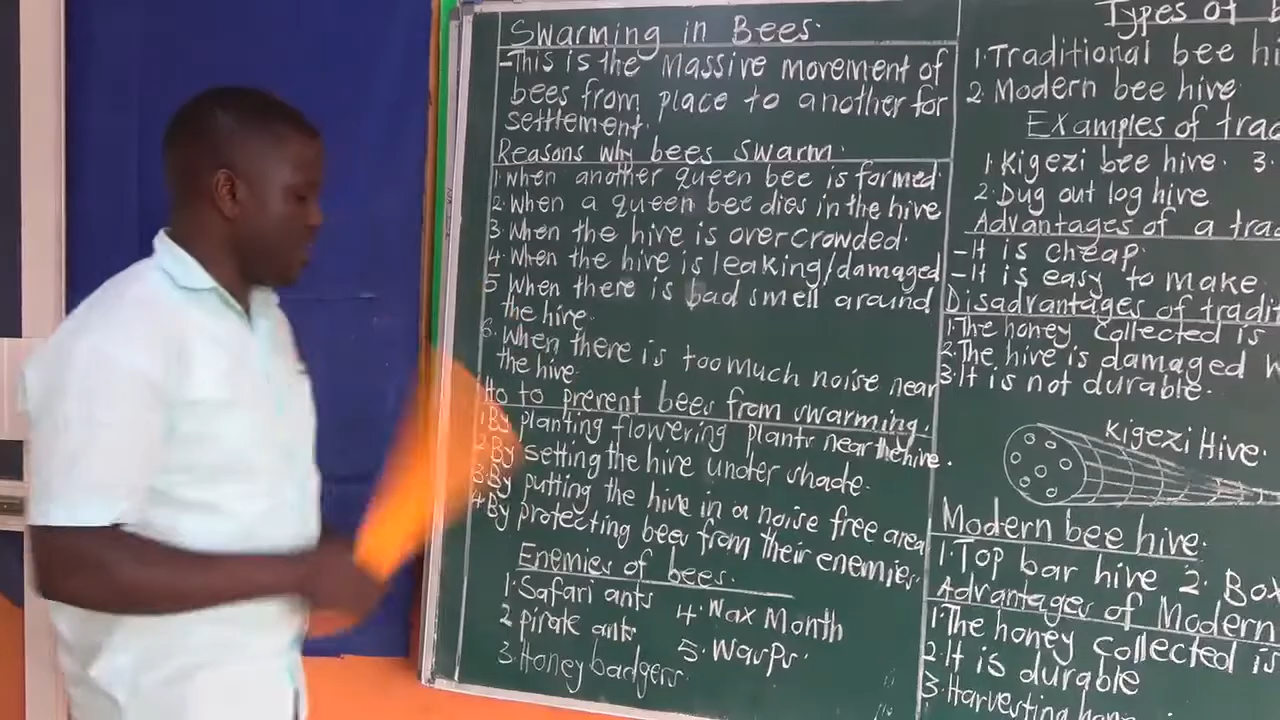 Swarming in Bees.
-This is the massive movement of
bees from place to another for
settlement.
Reasons why bees swarm.
1. When another queen bee is formed.
2. When a queen bee dies in the hive
3. When the hive is overcrowded.
4. When the hive is leaking/damaged
5 When there is bad smell around
the hive.
6. When there is too much noise near
the hive.
Ho to prevent bees from swarming.
1. By planting flowering plants near the hive.
2. By setting the hive under shade.
3. By putting the hive in a noise free area
4. By protecting bees from their enemies.
Enemies of bees.
1. Safari ants
2 pirate ants
3. Honey badgers.
4. Wax Month
5. Wasps.
Types of
1. Traditional bee
2. Modern bee hive
Examples of
1. Kigezi bee hive. 3.
2. Dug out log hive
Advantages of a
-It is cheap.
-It is easy to make
Disadvantages of
1. The honey collected is
2. The hive is damaged
3. It is not durable.
Kigezi Hive.
Modern bee hive.
1. Top bar hive 2. Box
Advantages of Modern
1. The honey collected is
2. It is durable
3. Harvesting